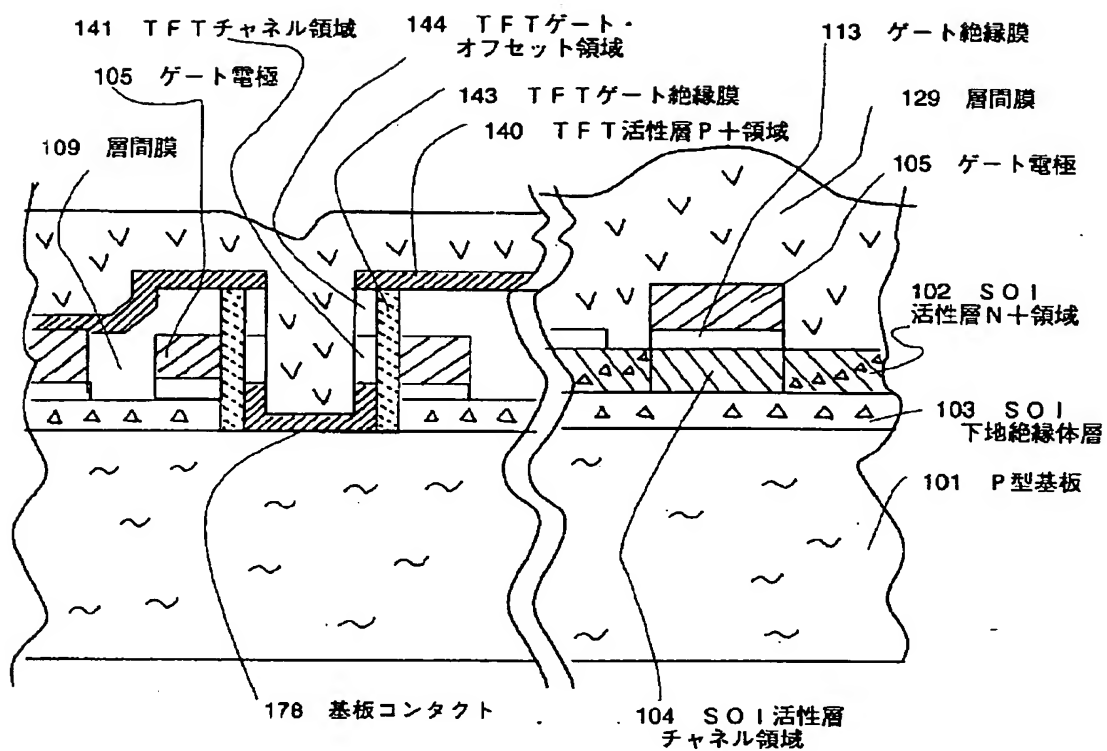 141 TFTチャネル領域
144 TFTゲート・
オフセット領域
113 ゲート絶縁膜
105 ゲート電極
143 TFTゲート絶縁膜
129 層間膜
109 層間膜
140 TFT活性層P+領域
105 ゲート電極
102 SOI
活性層N+領域
103 SOI
下地絶縁体層
101 P型基板
178 基板コンタクト
104 SOI活性層
チャネル領域